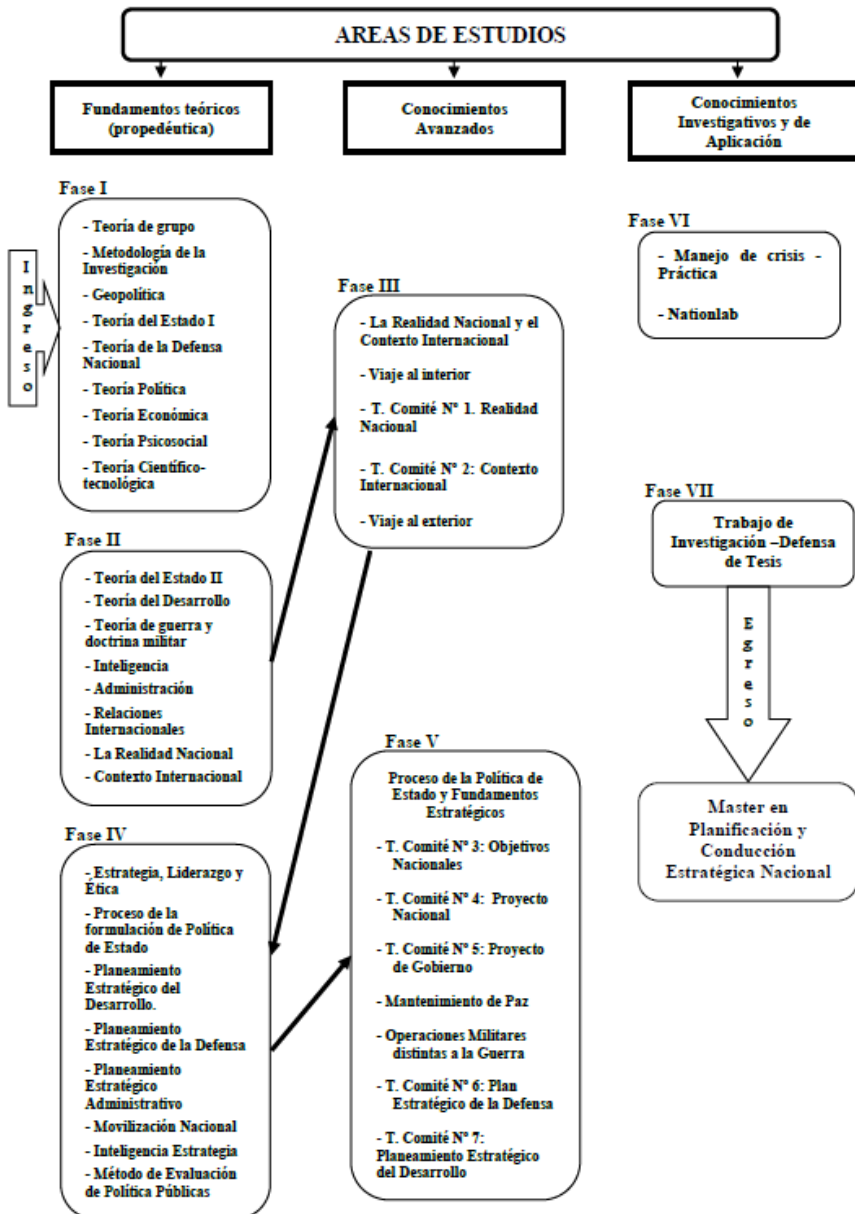 AREAS DE ESTUDIOS
Fundamentos teóricos
(propedéutica)
Conocimientos
Avanzados
Conocimientos
Investigativos y de
Aplicación
Fase I
Ingreso
- Teoría de grupo
- Metodología de la
Investigación
- Geopolítica
- Teoría del Estado I
- Teoría de la Defensa
Nacional
- Teoría Política
- Teoría Económica
- Teoría Psicosocial
- Teoría Científico-
tecnológica
Fase II
- Teoría del Estado II
- Teoría del Desarrollo
- Teoría de guerra y
doctrina militar
- Inteligencia
- Administración
- Relaciones
Internacionales
- La Realidad Nacional
- Contexto Internacional
Fase III
- La Realidad Nacional y el
Contexto Internacional
- Viaje al interior
- T. Comité Nº 1. Realidad
Nacional
- T. Comité Nº 2: Contexto
Internacional
- Viaje al exterior
Fase IV
- Estrategia, Liderazgo y
Ética
- Proceso de la
formulación de Política
de Estado
- Planeamiento
Estratégico del
Desarrollo.
- Planeamiento
Estratégico de la Defensa
- Planeamiento
Estratégico
Administrativo
- Movilización Nacional
- Inteligencia Estrategia
- Método de Evaluación
de Política Públicas
Fase V
Proceso de la Política de
Estado y Fundamentos
Estratégicos
- T. Comité Nº 3: Objetivos
Nacionales
- T. Comité Nº 4: Proyecto
Nacional
- T. Comité Nº 5: Proyecto
de Gobierno
- Mantenimiento de Paz
- Operaciones Militares
distintas a la Guerra
- T. Comité Nº 6: Plan
Estratégico de la Defensa
- T. Comité Nº 7:
Planeamiento Estratégico
del Desarrollo
Fase VI
- Manejo de crisis -
Práctica
- Nationlab
Fase VII
Trabajo de
Investigación –Defensa
de Tesis
Egreso
Master en
Planificación y
Conducción
Estratégica Nacional